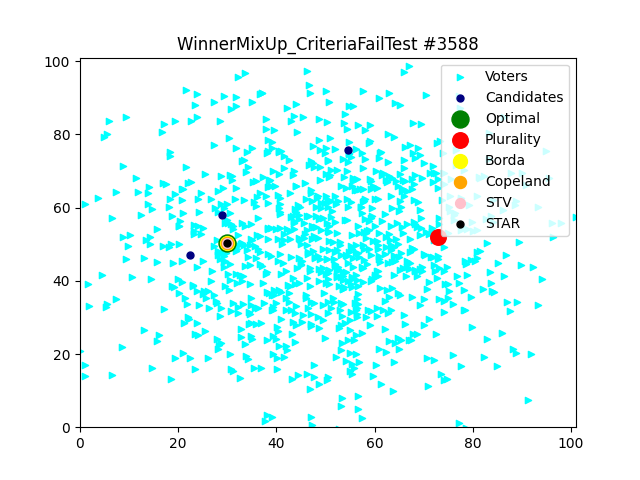 WinnerMixUp_CriteriaFailTest #3588
100
80
60
40
20
0
0
20
40
60
80
100
Voters
Candidates
Optimal
Plurality
Borda
Copeland
STV
STAR